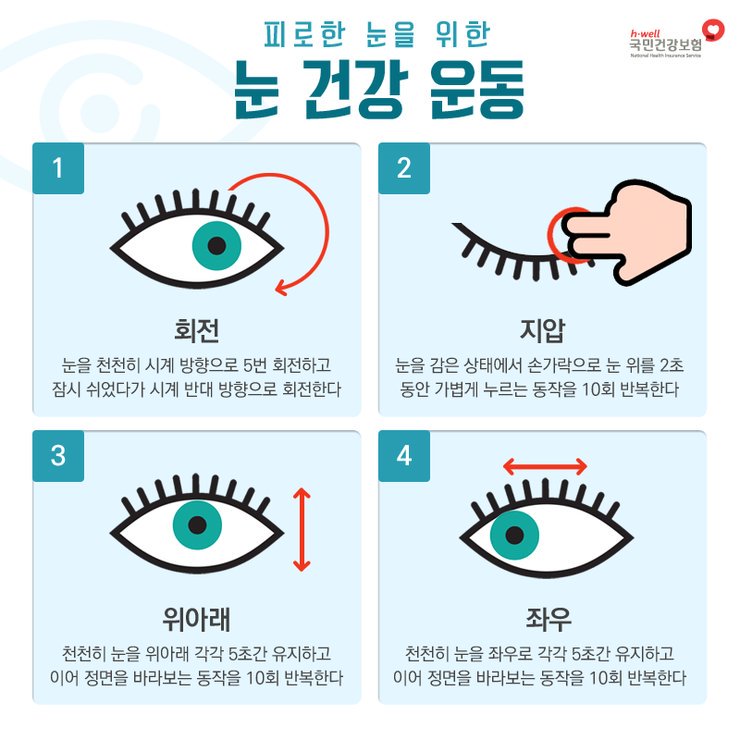 피로한 눈을 위한
h·well
국민건강보험
National Health Insurance Service
눈 건강 운동
1
회전
눈을 천천히 시계 방향으로 5번 회전하고
잠시 쉬었다가 시계 반대 방향으로 회전한다
2
지압
눈을 감은 상태에서 손가락으로 눈 위를 2초
동안 가볍게 누르는 동작을 10회 반복한다
3
위아래
천천히 눈을 위아래 각각 5초간 유지하고
이어 정면을 바라보는 동작을 10회 반복한다
4
좌우
천천히 눈을 좌우로 각각 5초간 유지하고
이어 정면을 바라보는 동작을 10회 반복한다